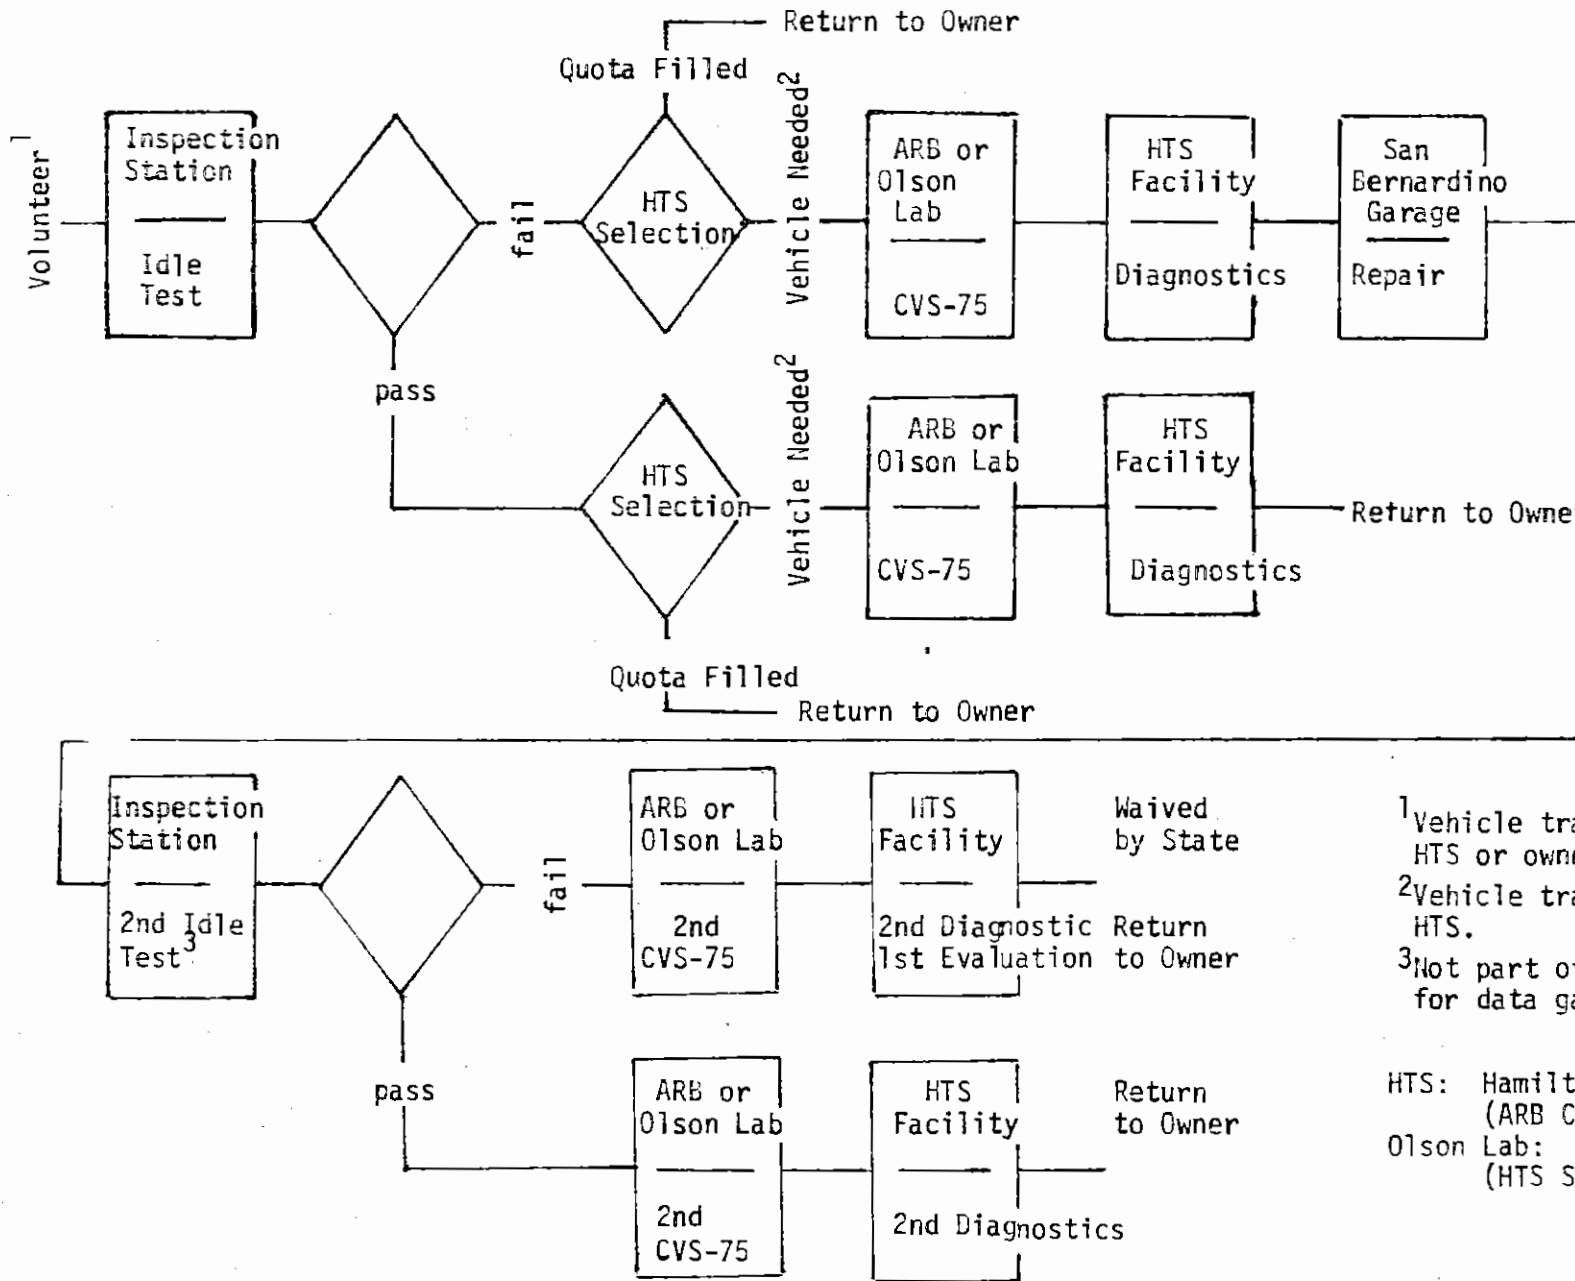 Return to Owner
Quota Filled
Volunteer1
Inspection
Station
Idle
Test
fail
HTS
Selection
Vehicle Needed2
ARB or
Olson
Lab
CVS-75
HTS
Facility
Diagnostics
San
Bernardino
Garage
Repair
pass
HTS
Selection
Vehicle Needed2
ARB or
Olson Lab
CVS-75
HTS
Facility
Diagnostics
Return to Owne
Quota Filled
Return to Owner
Inspection
Station
2nd Idle
Test3
fail
ARB or
Olson Lab
2nd
CVS-75
HTS
Facility
2nd Diagnostic
1st Evaluation
Waived
by State
Return
to Owner
pass
ARB or
Olson Lab
2nd
CVS-75
HTS
Facility
2nd Diagnostics
Return
to Owner
1Vehicle tra
HTS or owne
2Vehicle tra
HTS.
3Not part o
for data ga
HTS: Hamilt
(ARB C
Olson Lab:
(HTS S